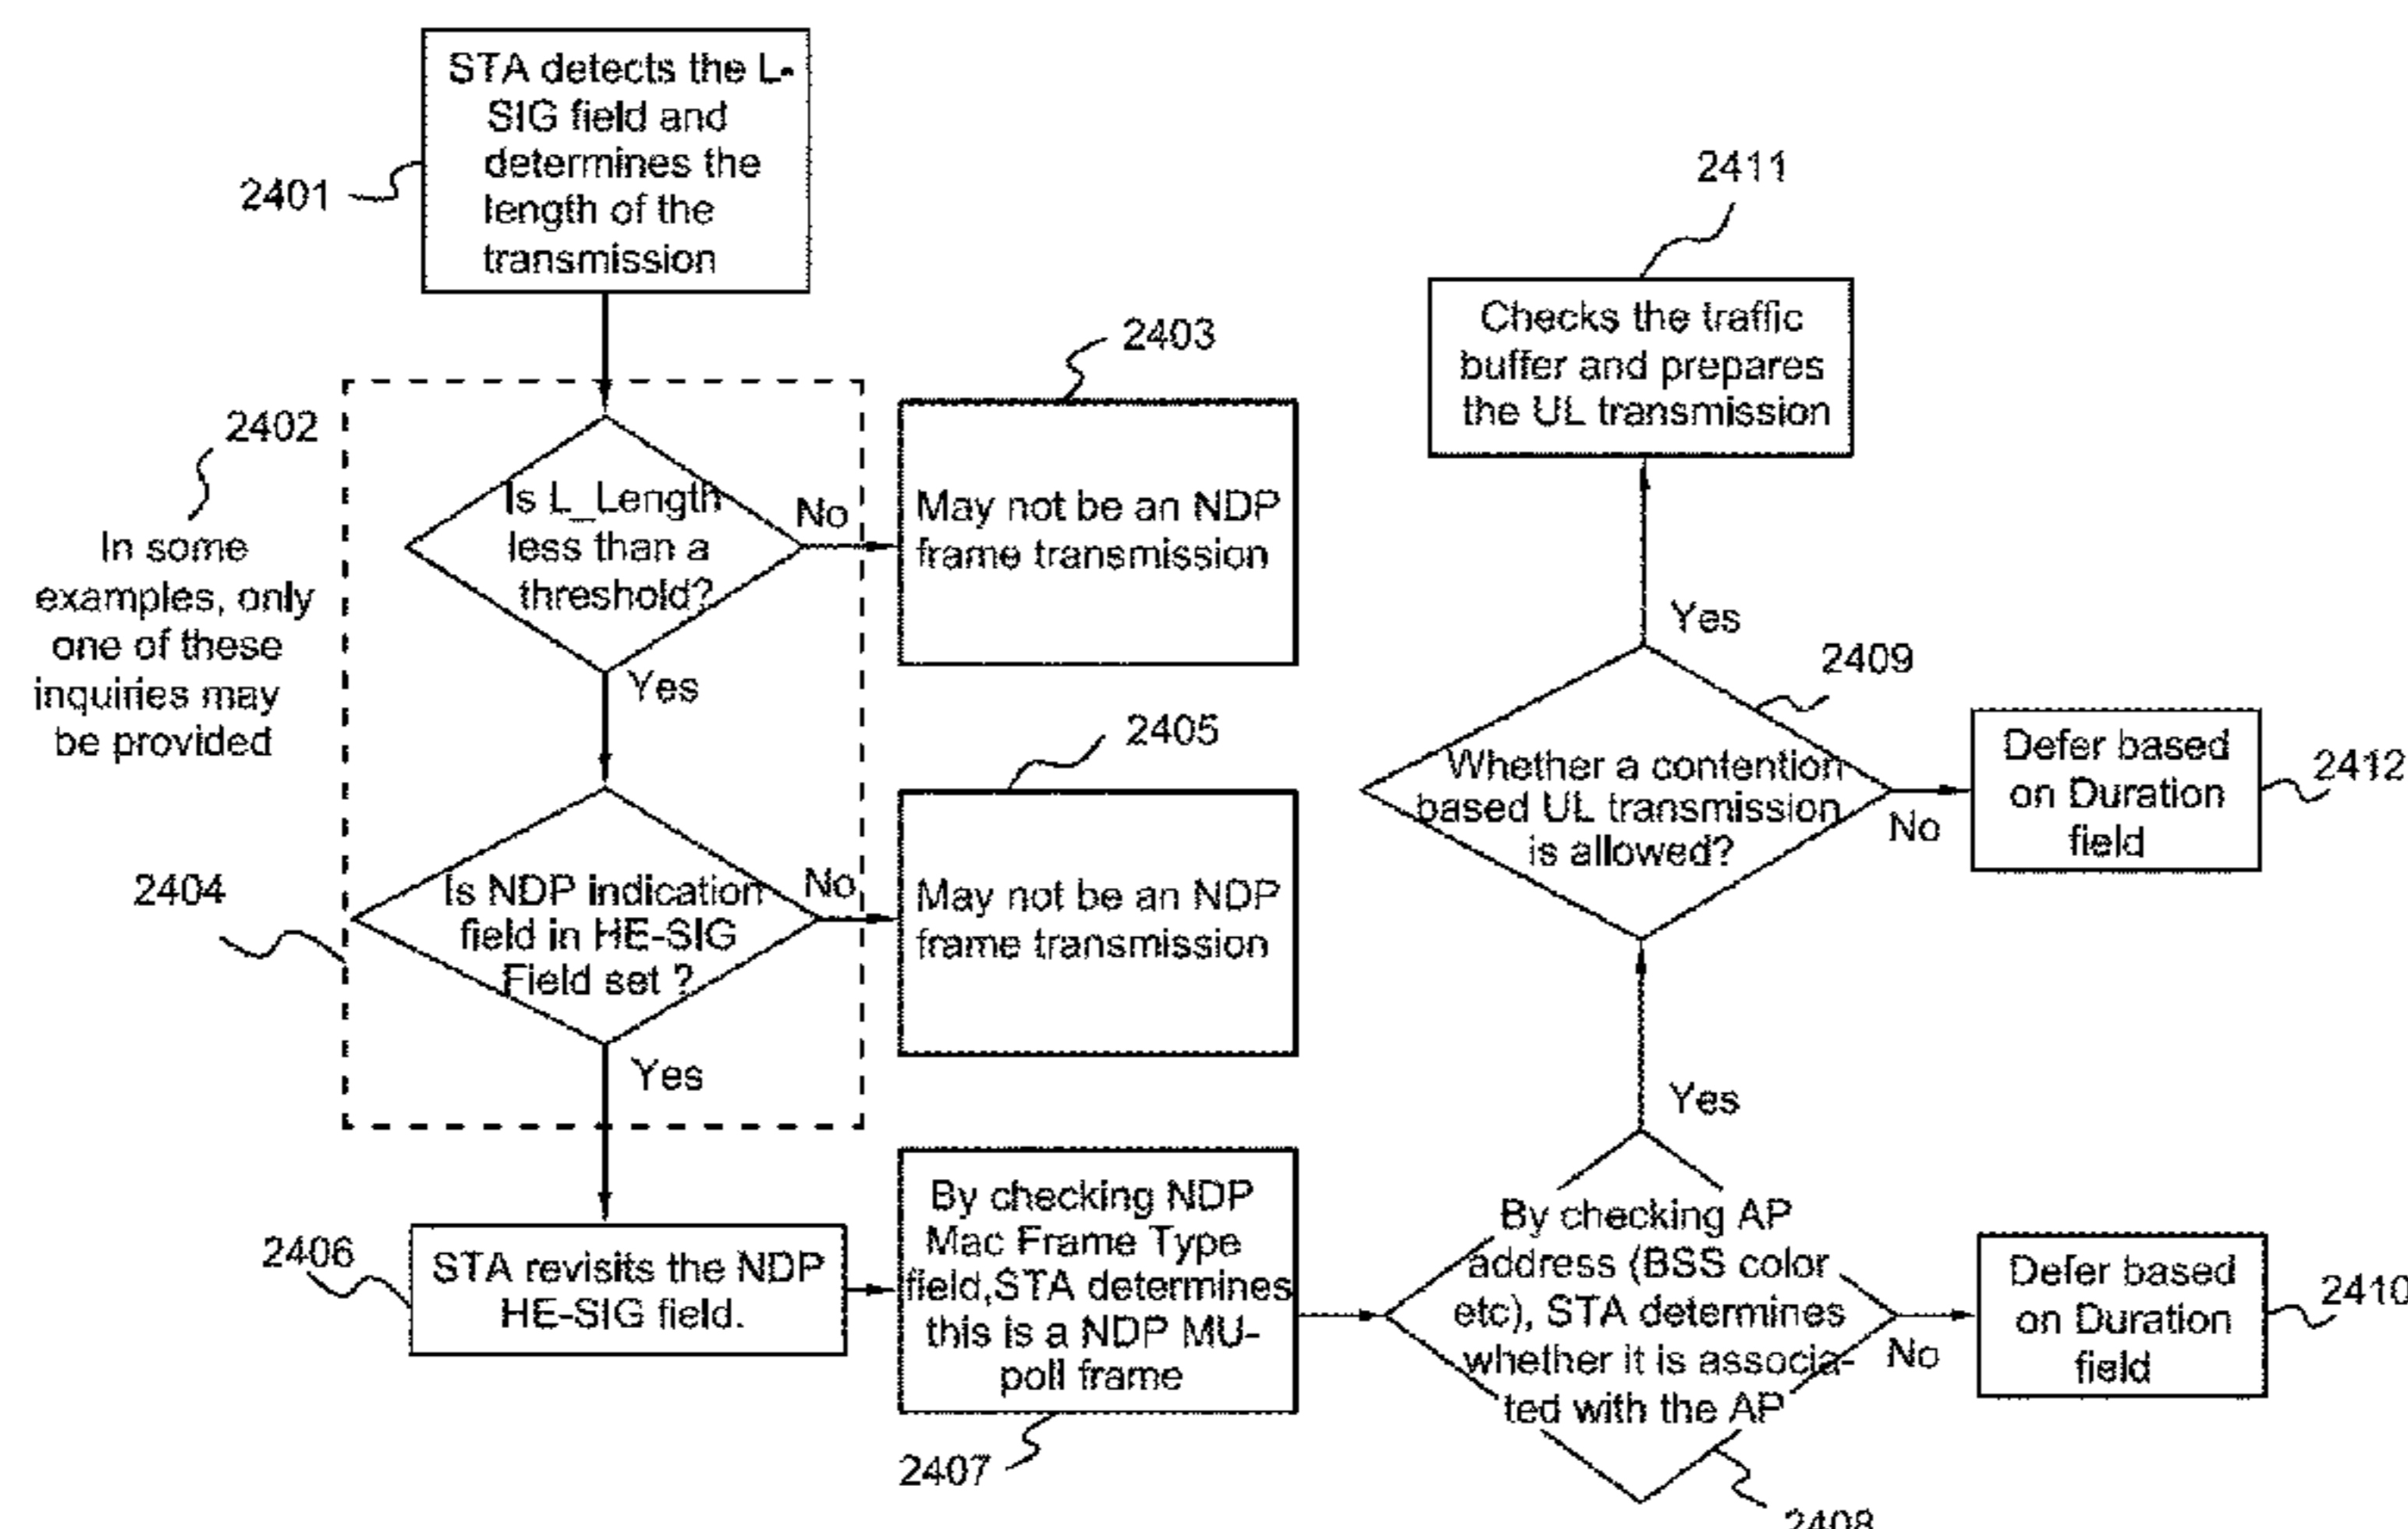 STA detects the L-
SIG field and
determines the
length of the
transmission
2401
2402
In some
examples, only
one of these
inquiries may
be provided
Is L_Length
less than a
threshold?
No
Yes
2403
May not be an NDP
frame transmission
2404
Is NDP indication
field in HE-SIG
Field set ?
No
Yes
2405
May not be an NDP
frame transmission
2406
STA revisits the NDP
HE-SIG field.
By checking NDP
Mac Frame Type
field,STA determines
this is a NDP MU-
poll frame
2407
By checking AP
address (BSS color
etc), STA determines
whether it is associa-
ted with the AP
2408
Yes
No
Defer based
on Duration
field
2410
2409
Whether a contention
based UL transmission
is allowed?
No
Defer based
on Duration
field
2412
Yes
2411
Checks the traffic
buffer and prepares
the UL transmission